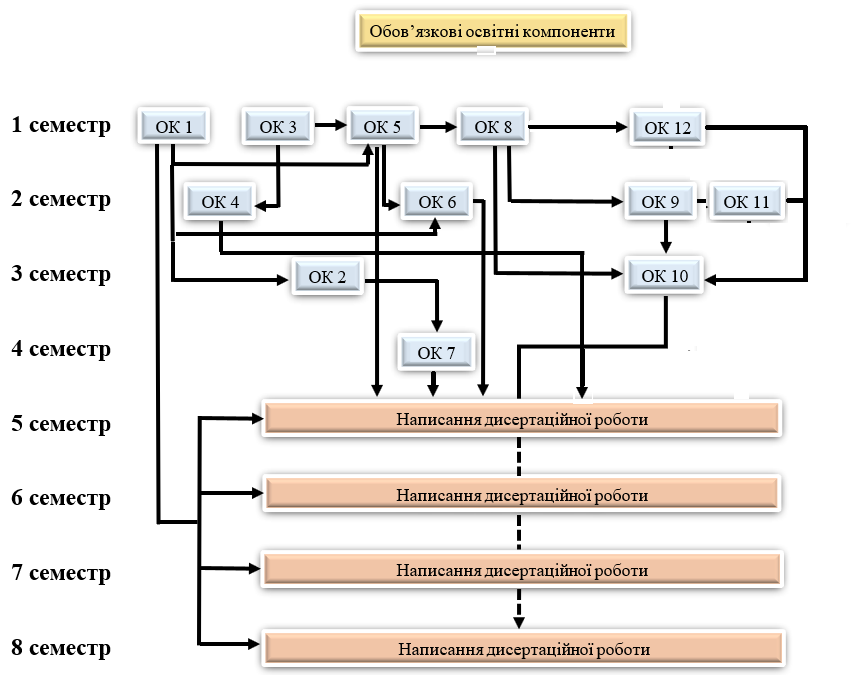 Обов’язкові освітні компоненти
1 семестр ОК 1 ОК 3 ОК 5 ОК 8 ОК 12
2 семестр ОК 4 ОК 6 ОК 9 ОК 11
3 семестр ОК 2 ОК 10
4 семестр ОК 7
5 семестр Написання дисертаційної роботи
6 семестр Написання дисертаційної роботи
7 семестр Написання дисертаційної роботи
8 семестр Написання дисертаційної роботи